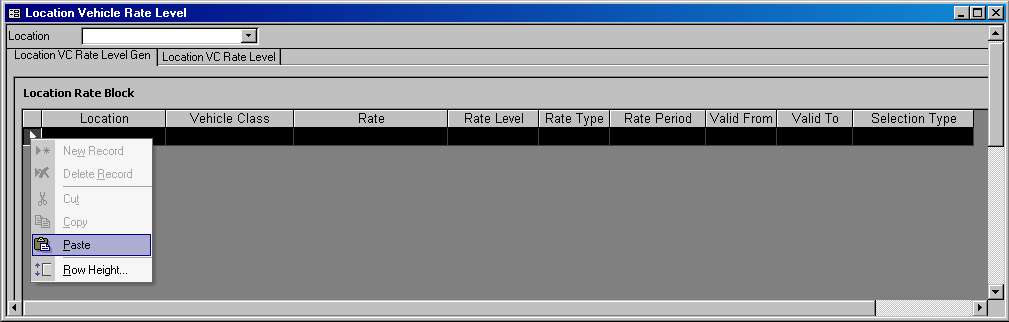 Location Vehicle Rate Level
Location
Location VC Rate Level Gen Location VC Rate Level
Location Rate Block
Location Vehicle Class Rate Rate Level Rate Type Rate Period Valid From Valid To Selection Type
New Record
Delete Record
Cut
Copy
Paste
Row Height...